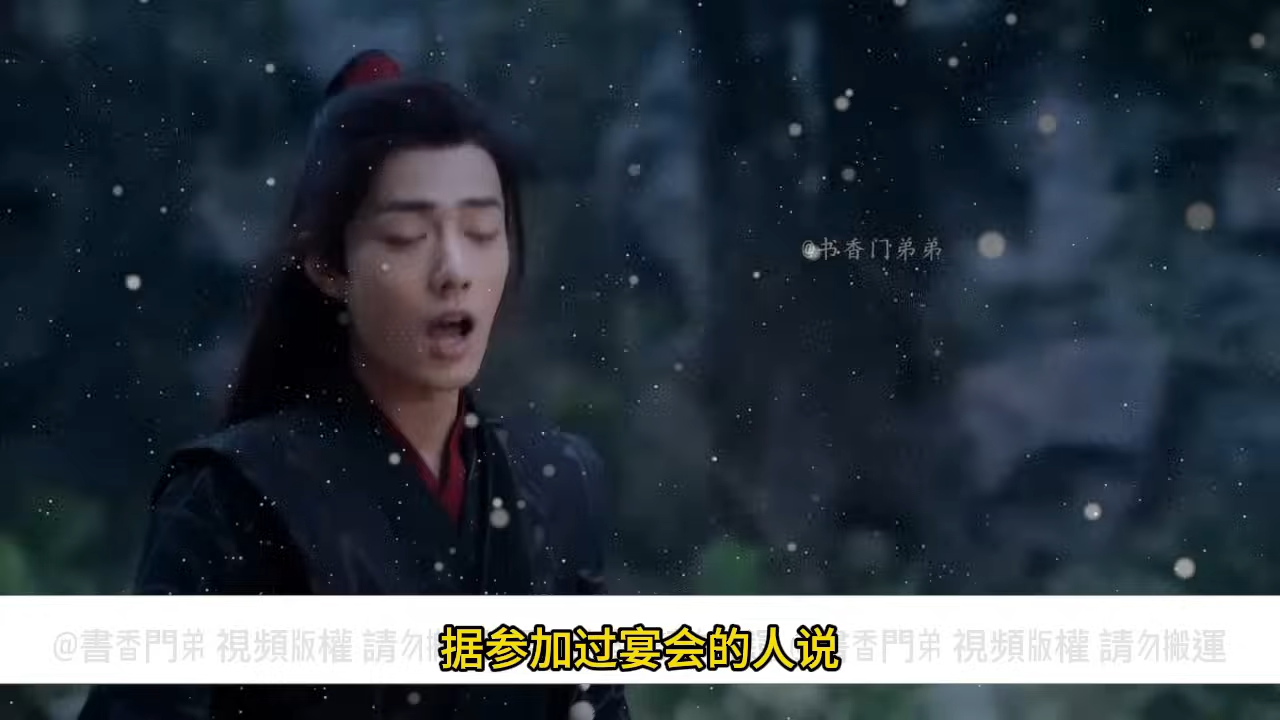 @书香门弟弟
@書香門弟 視頻版權 請勿搬
据参加过宴会的人说
書香門弟 視頻版權 請勿搬運